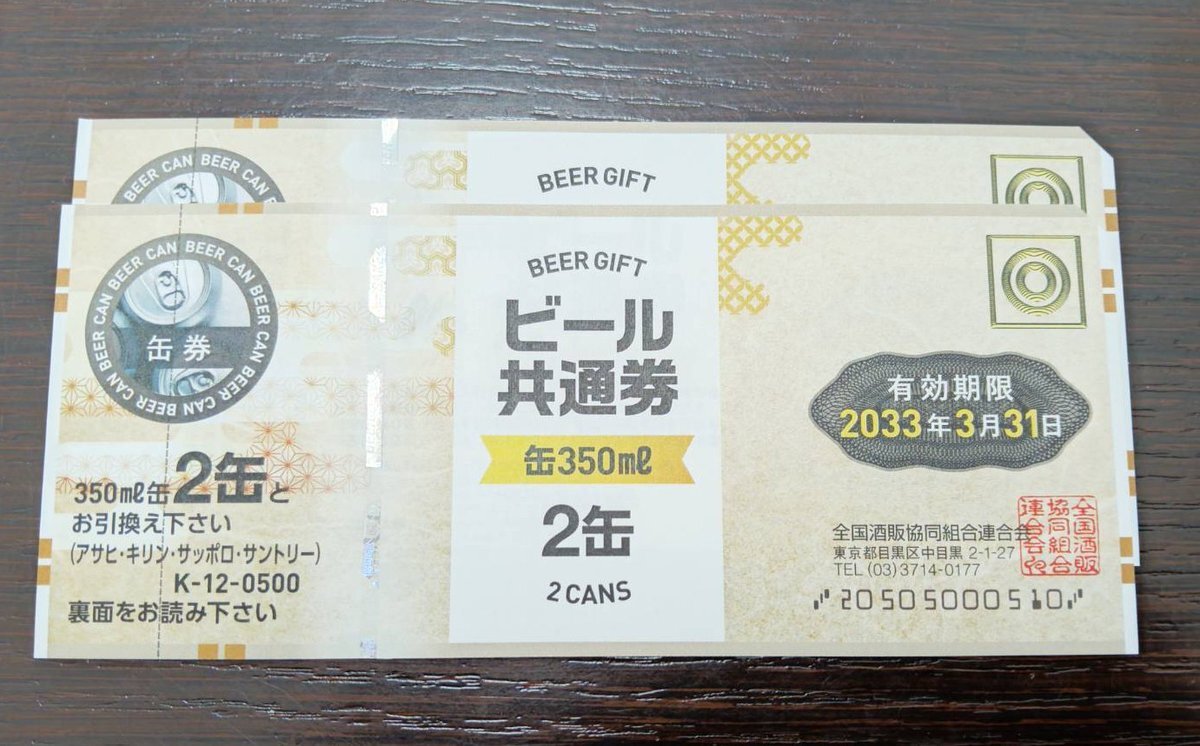 BEER CAN BEER CAN
BEER GIFT
BEER CAN BEER CAN BEER CAN BEER CAN BEER CAN
缶券
350㎖缶2缶と
お引換え下さい
(アサヒ・キリン・サッポロ・サントリー)
K-12-0500
裏面をお読み下さい
BEER GIFT
ビール
共通券
缶350㎖
2缶
2 CANS
有効期限
2033年3月31日
全国酒販協同組合連合会
東京都目黒区中目黒 2-1-27
TEL (03)3714-0177
全国酒販
協同組合
連合会
20505000510